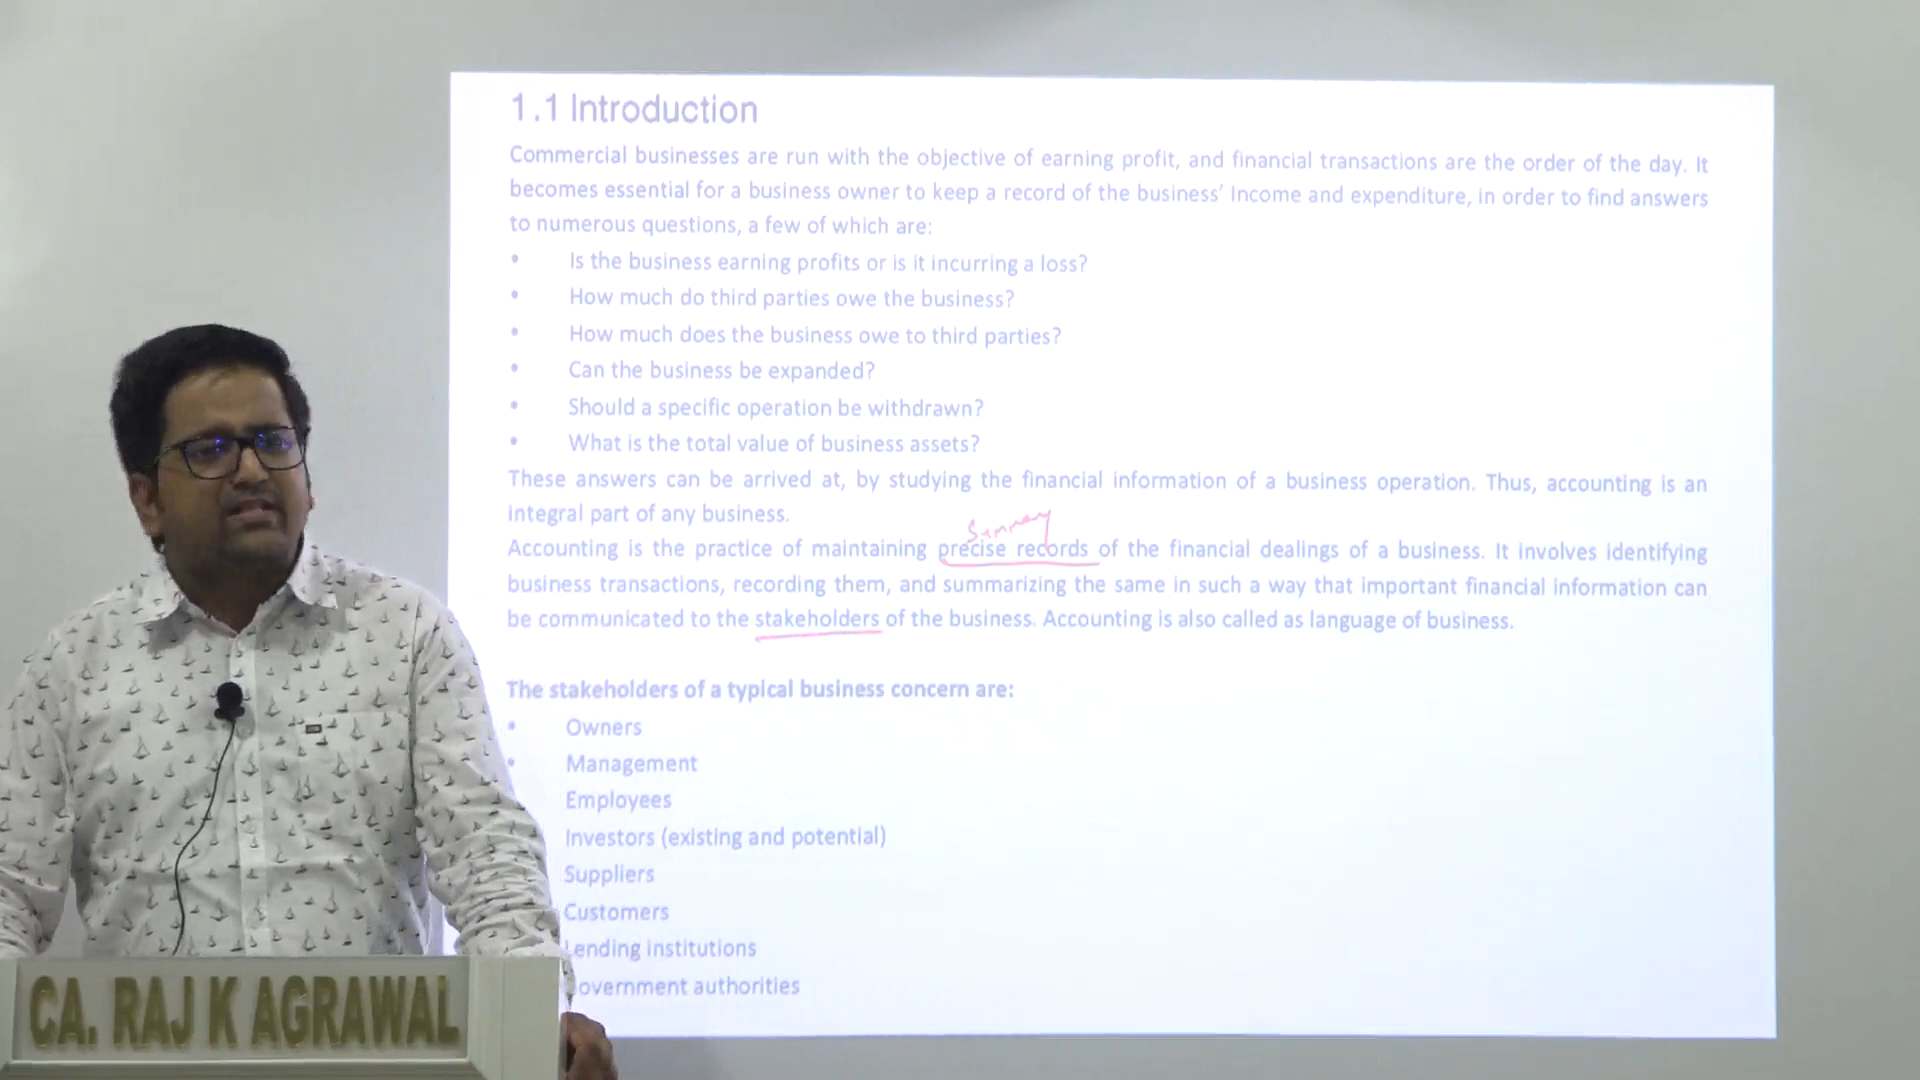 1.1 Introduction
Commercial businesses are run with the objective of earning profit, and financial transactions are the order of the day. It
becomes essential for a business owner to keep a record of the business’ Income and expenditure, in order to find answers
to numerous questions, a few of which are:
• Is the business earning profits or is it incurring a loss?
• How much do third parties owe the business?
• How much does the business owe to third parties?
• Can the business be expanded?
• Should a specific operation be withdrawn?
• What is the total value of business assets?
These answers can be arrived at, by studying the financial information of a business operation. Thus, accounting is an
integral part of any business.
Summary
Accounting is the practice of maintaining precise records of the financial dealings of a business. It involves identifying
business transactions, recording them, and summarizing the same in such a way that important financial information can
be communicated to the stakeholders of the business. Accounting is also called as language of business.
The stakeholders of a typical business concern are:
• Owners
• Management
Employees
Investors (existing and potential)
Suppliers
Customers
Lending institutions
overnment authorities
CA. RAJ K AGRAWAL